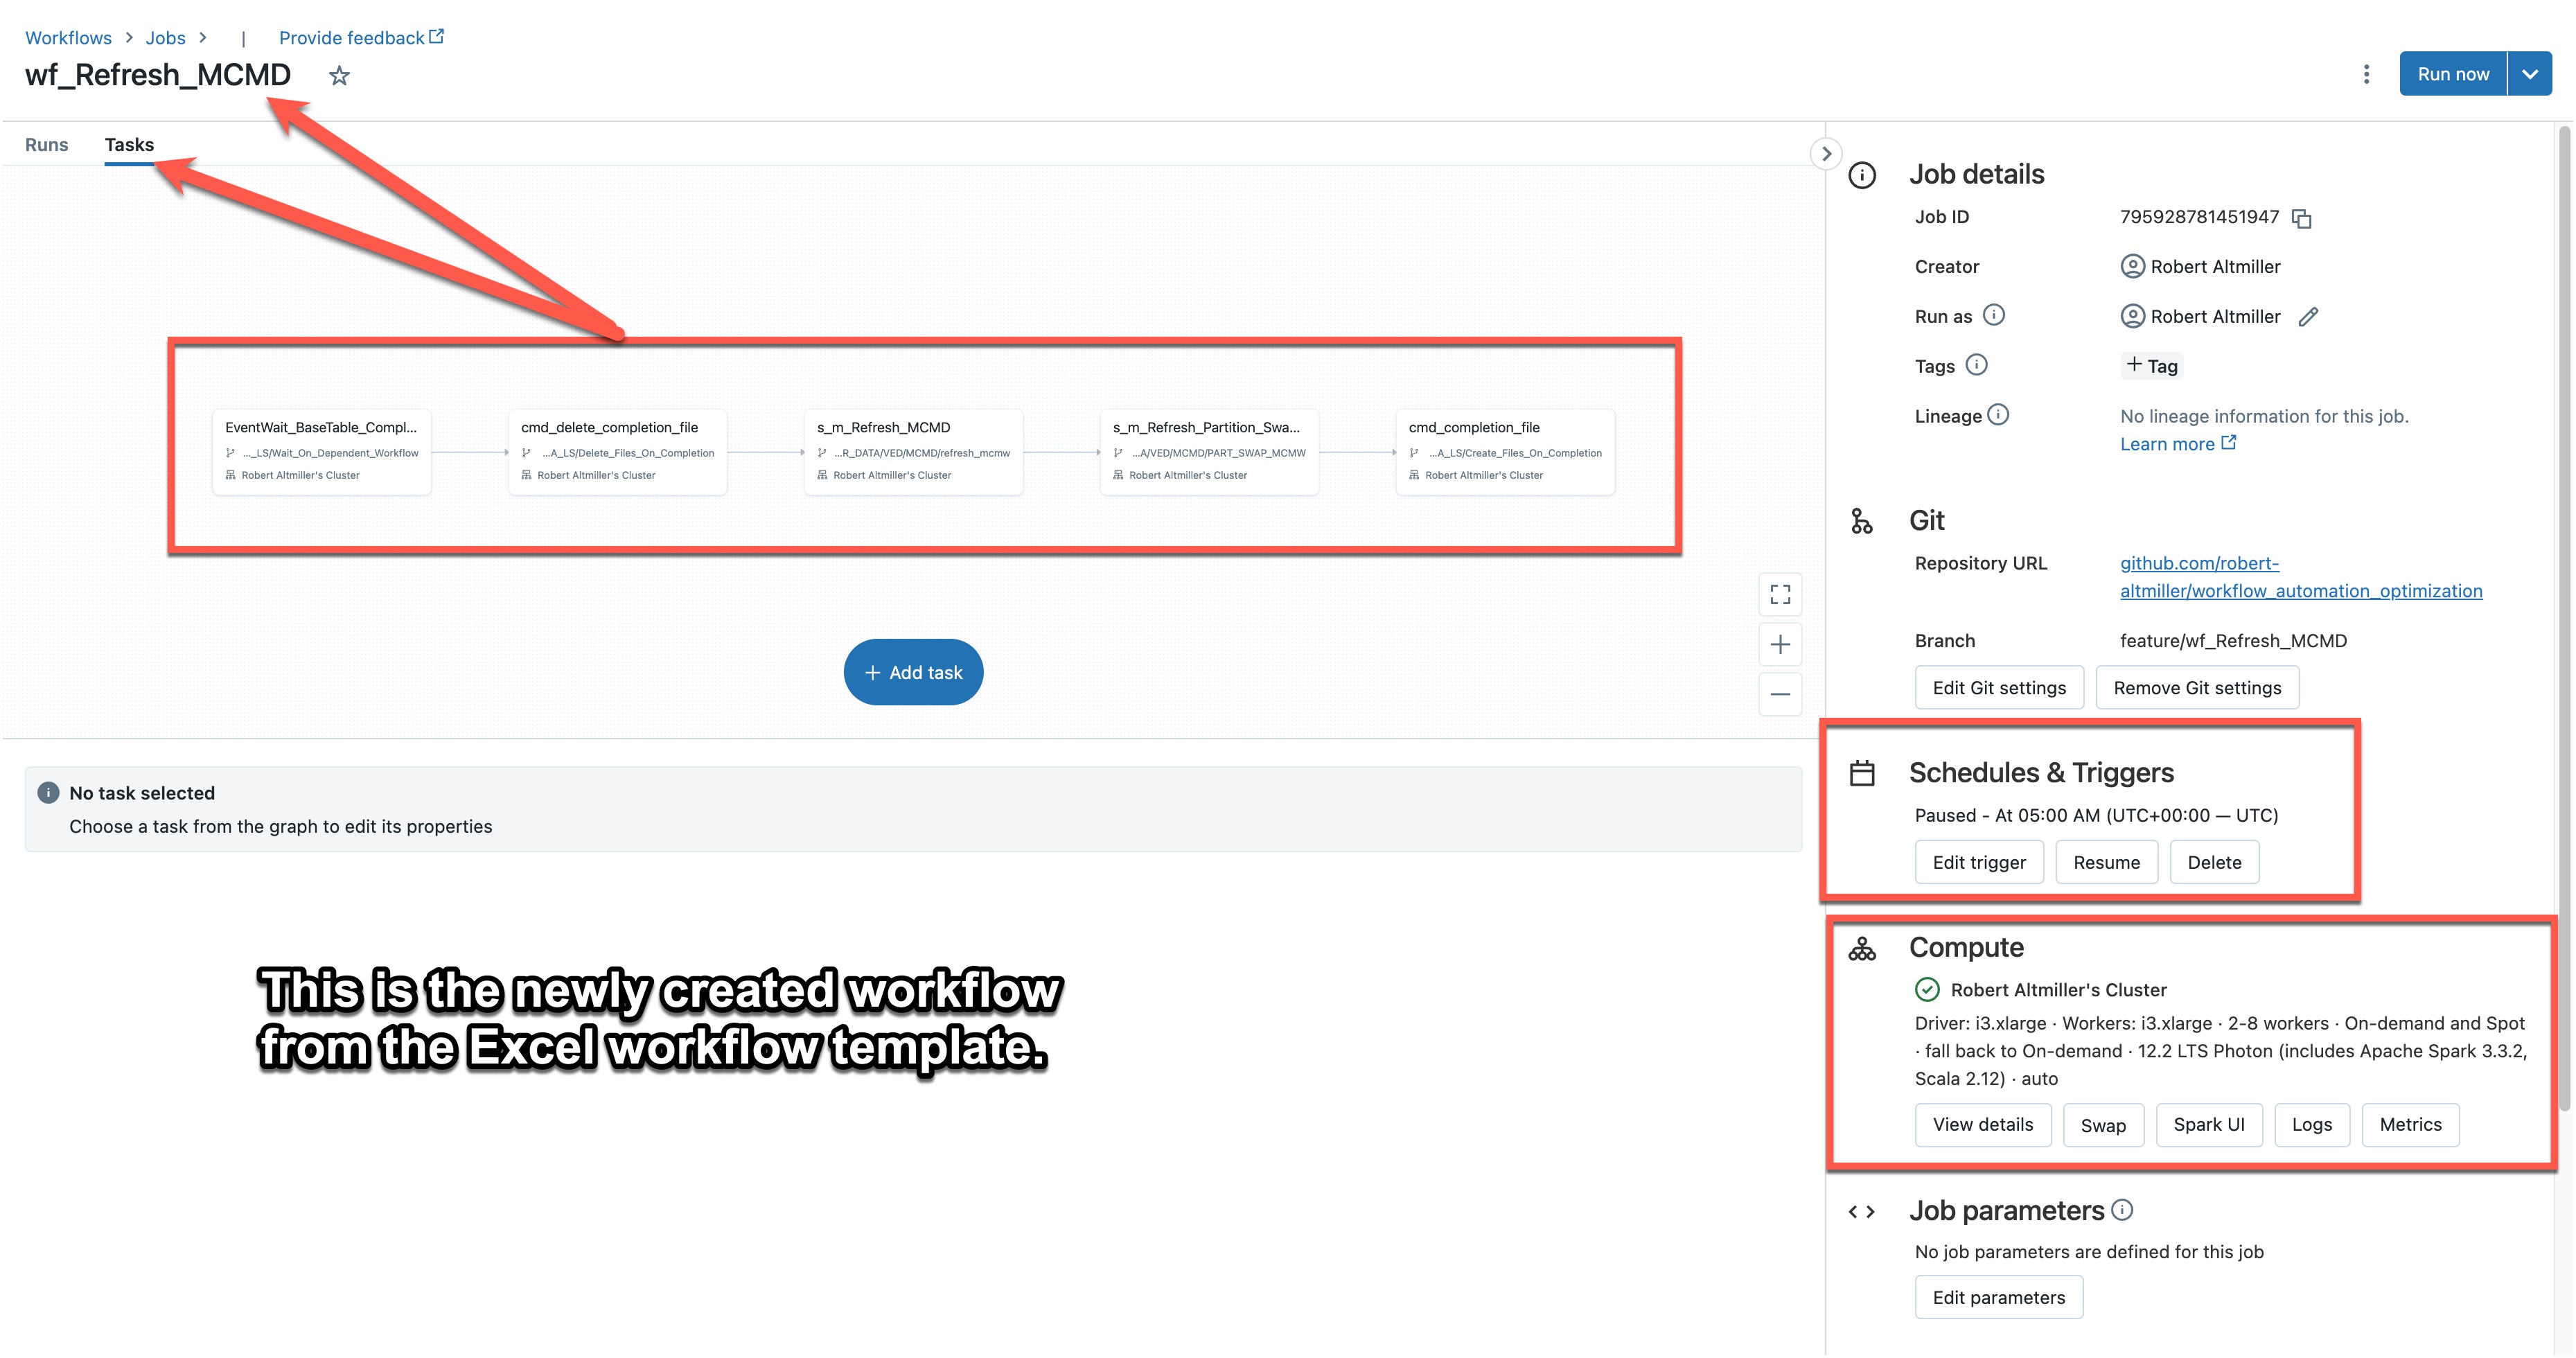 Workflows > Jobs > | Provide feedback
wf_Refresh_MCMD
Run now
Runs Tasks
EventWait_BaseTable_Compl...
..._LS/Wait_On_Dependent_Workflow
Robert Altmiller's Cluster
cmd_delete_completion_file
...A_LS/Delete_Files_On_Completion
Robert Altmiller's Cluster
s_m_Refresh_MCMD
...R_DATA/VED/MCMD/refresh_mcmw
Robert Altmiller's Cluster
s_m_Refresh_Partition_Swa...
...A/VED/MCMD/PART_SWAP_MCMW
Robert Altmiller's Cluster
cmd_completion_file
...A_LS/Create_Files_On_Completion
Robert Altmiller's Cluster
+ Add task
No task selected
Choose a task from the graph to edit its properties
This is the newly created workflow
from the Excel workflow template.
Job details
Job ID 795928781451947
Creator Robert Altmiller
Run as Robert Altmiller
Tags + Tag
Lineage No lineage information for this job.
Learn more
Git
Repository URL github.com/robert-
altmiller/workflow_automation_optimization
Branch feature/wf_Refresh_MCMD
Edit Git settings Remove Git settings
Schedules & Triggers
Paused - At 05:00 AM (UTC+00:00 — UTC)
Edit trigger Resume Delete
Compute
Robert Altmiller's Cluster
Driver: i3.xlarge · Workers: i3.xlarge · 2-8 workers · On-demand and Spot
· fall back to On-demand · 12.2 LTS Photon (includes Apache Spark 3.3.2,
Scala 2.12) · auto
View details Swap Spark UI Logs Metrics
Job parameters
No job parameters are defined for this job
Edit parameters